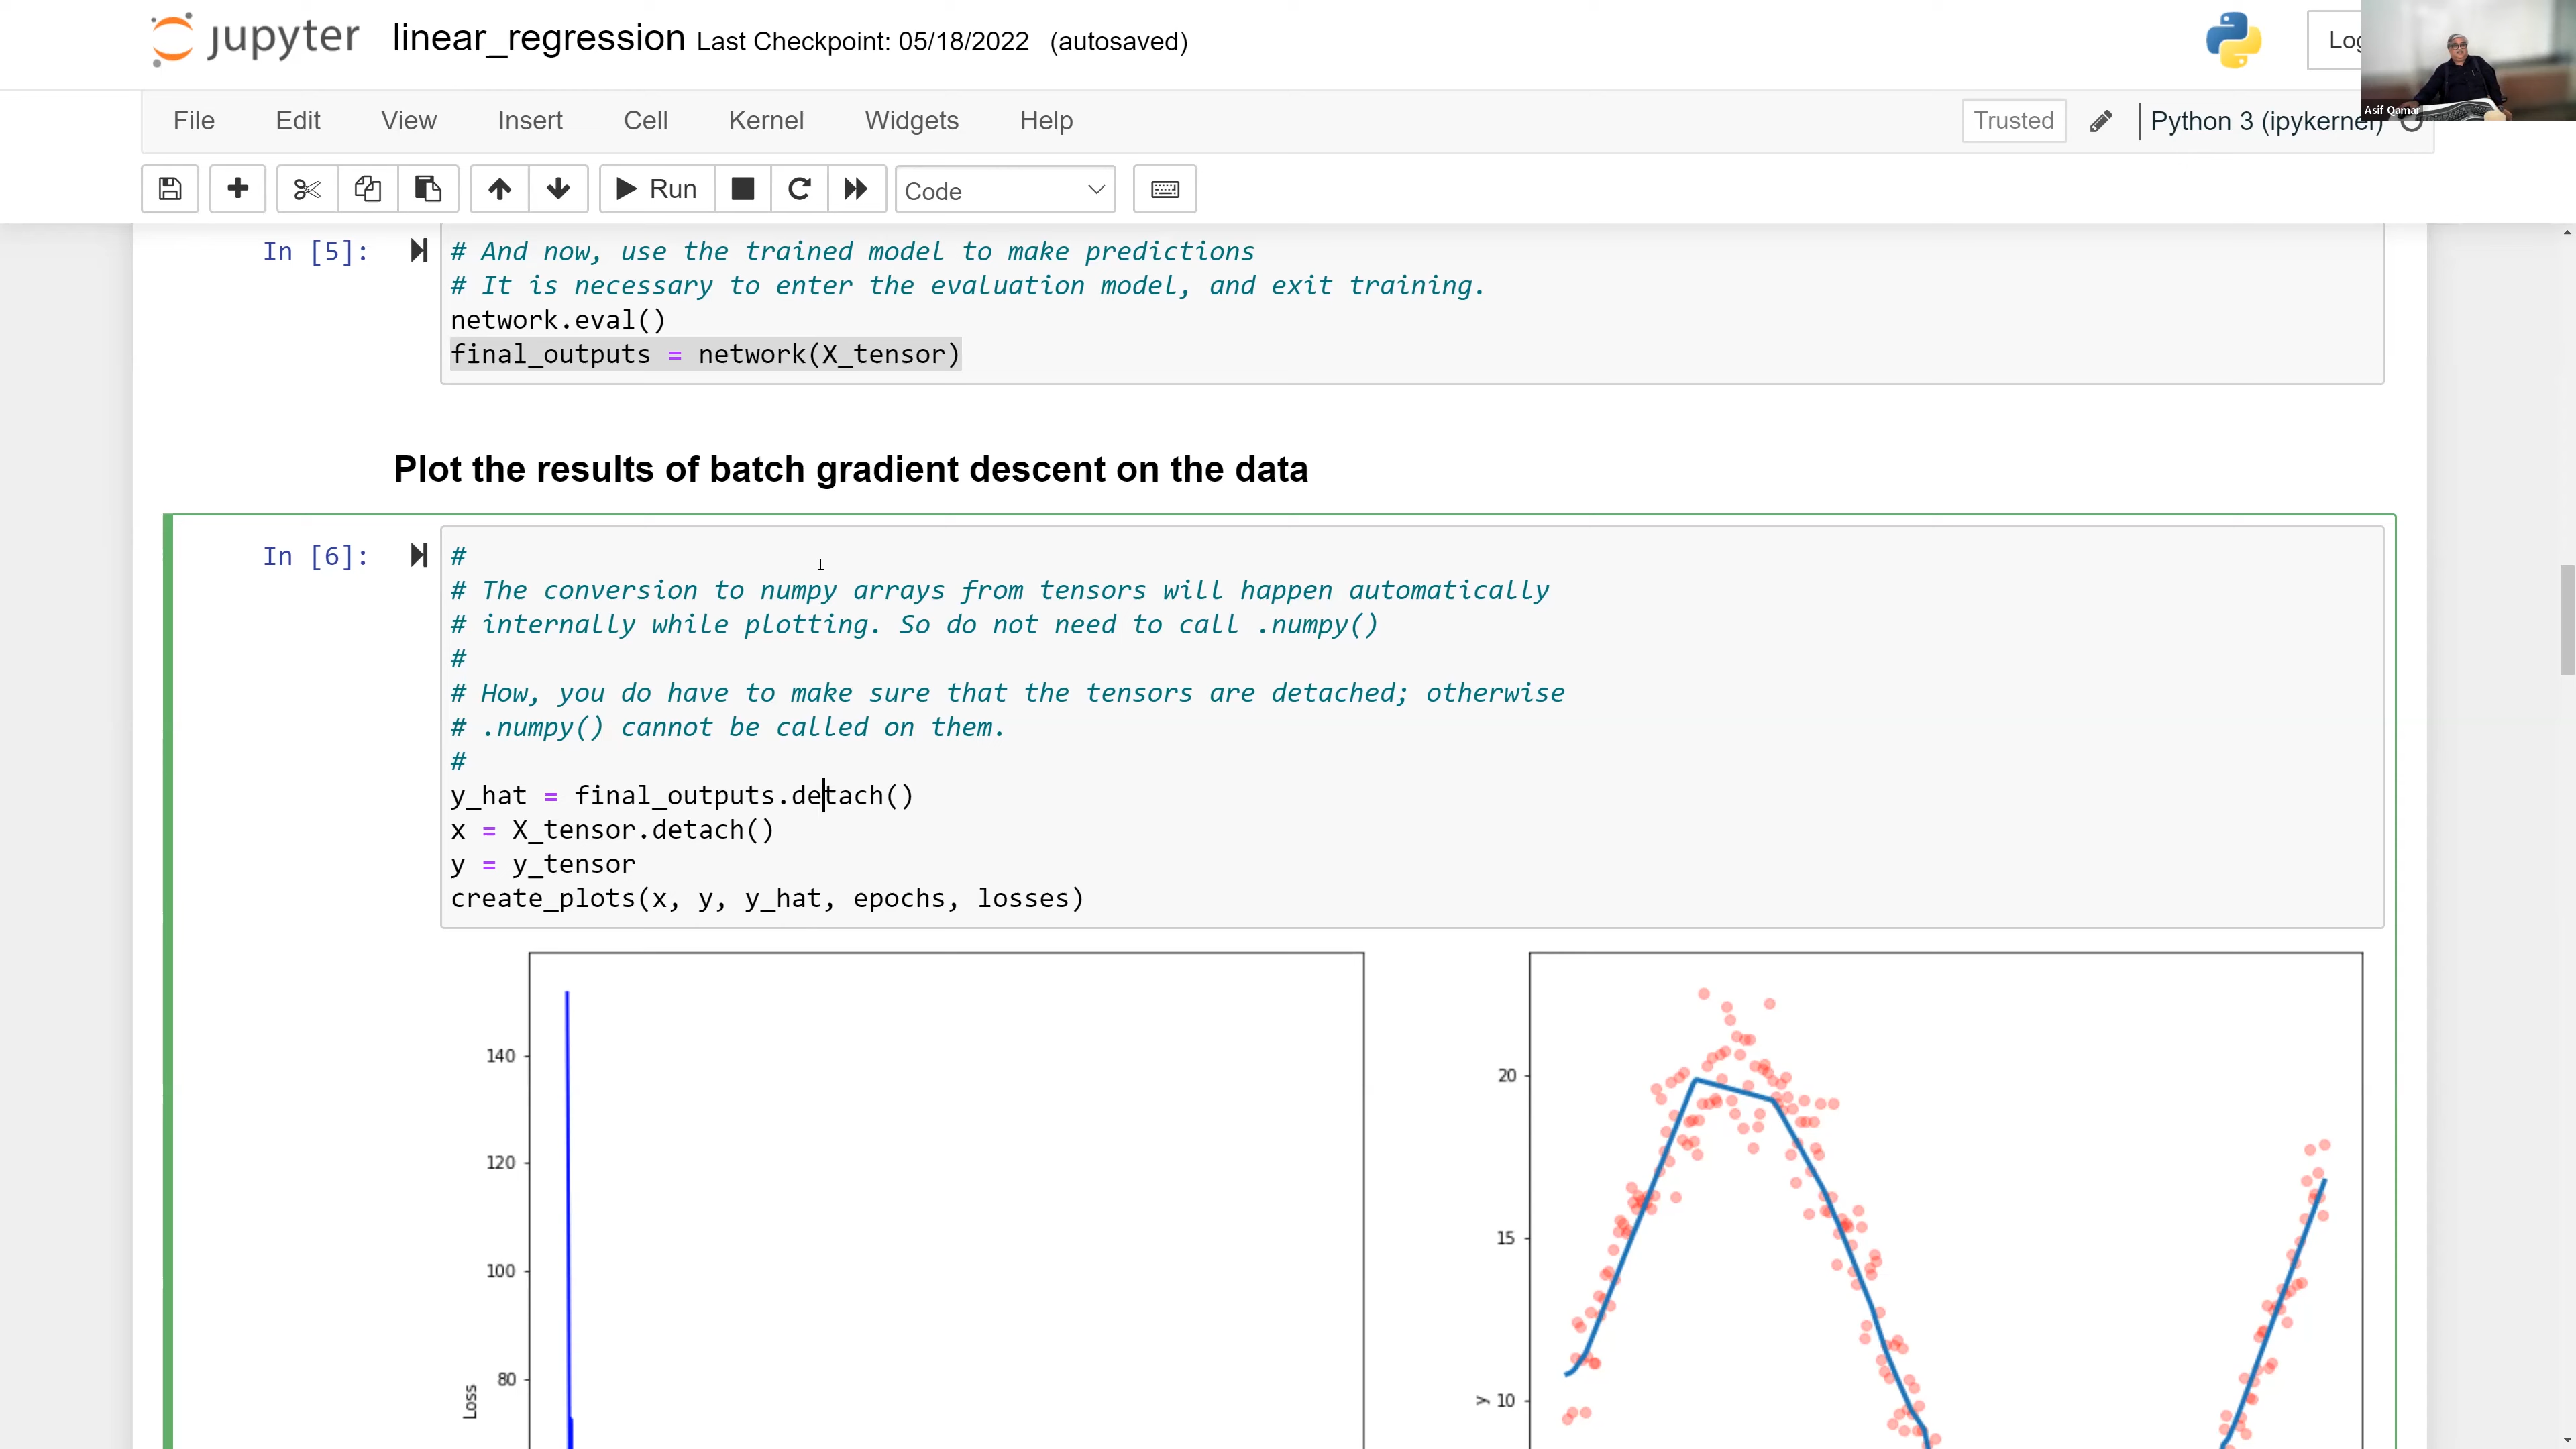 jupyter linear_regression Last Checkpoint: 05/18/2022 (autosaved)
Asif Qamar
File Edit View Insert Cell Kernel Widgets Help Trusted Python 3 (ipykernel)
Run Code
In [5]: # And now, use the trained model to make predictions
# It is necessary to enter the evaluation model, and exit training.
network.eval()
final_outputs = network(X_tensor)
Plot the results of batch gradient descent on the data
In [6]: #
# The conversion to numpy arrays from tensors will happen automatically
# internally while plotting. So do not need to call .numpy()
#
# How, you do have to make sure that the tensors are detached; otherwise
# .numpy() cannot be called on them.
#
y_hat = final_outputs.detach()
x = X_tensor.detach()
y = y_tensor
create_plots(x, y, y_hat, epochs, losses)
140
120
100
80
Loss
20
15
10
y